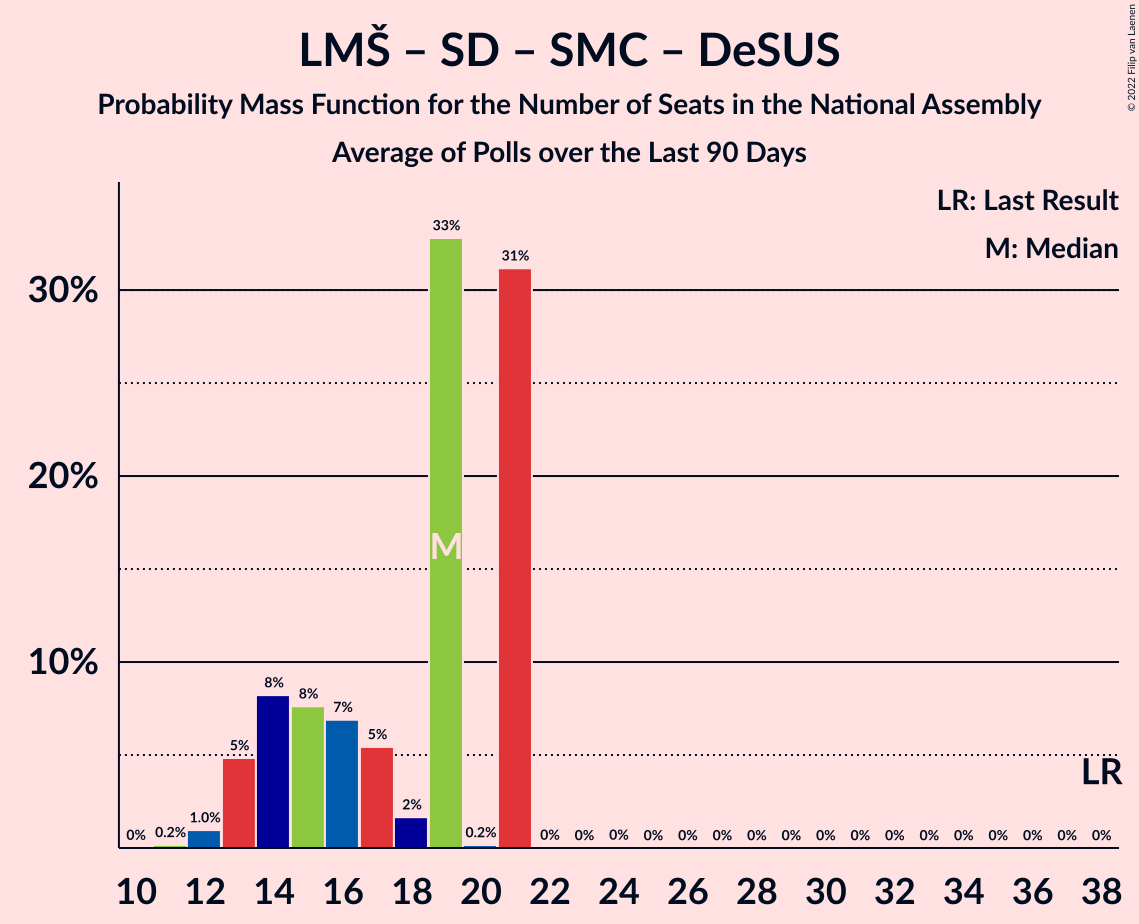 LMŠ – SD – SMC – DeSUS
Probability Mass Function for the Number of Seats in the National Assembly
Average of Polls over the Last 90 Days
© 2022 Filip van Laenen
LR: Last Result
M: Median
30%
20%
10%
0% 0.2% 1.0% 5% 8% 8% 7% 5% 2% 33% 0.2% 31% 0% 0% 0% 0% 0% 0% 0% 0% 0% 0% 0% 0% 0% 0% 0% 0% 0%
M
LR
10 12 14 16 18 20 22 24 26 28 30 32 34 36 38